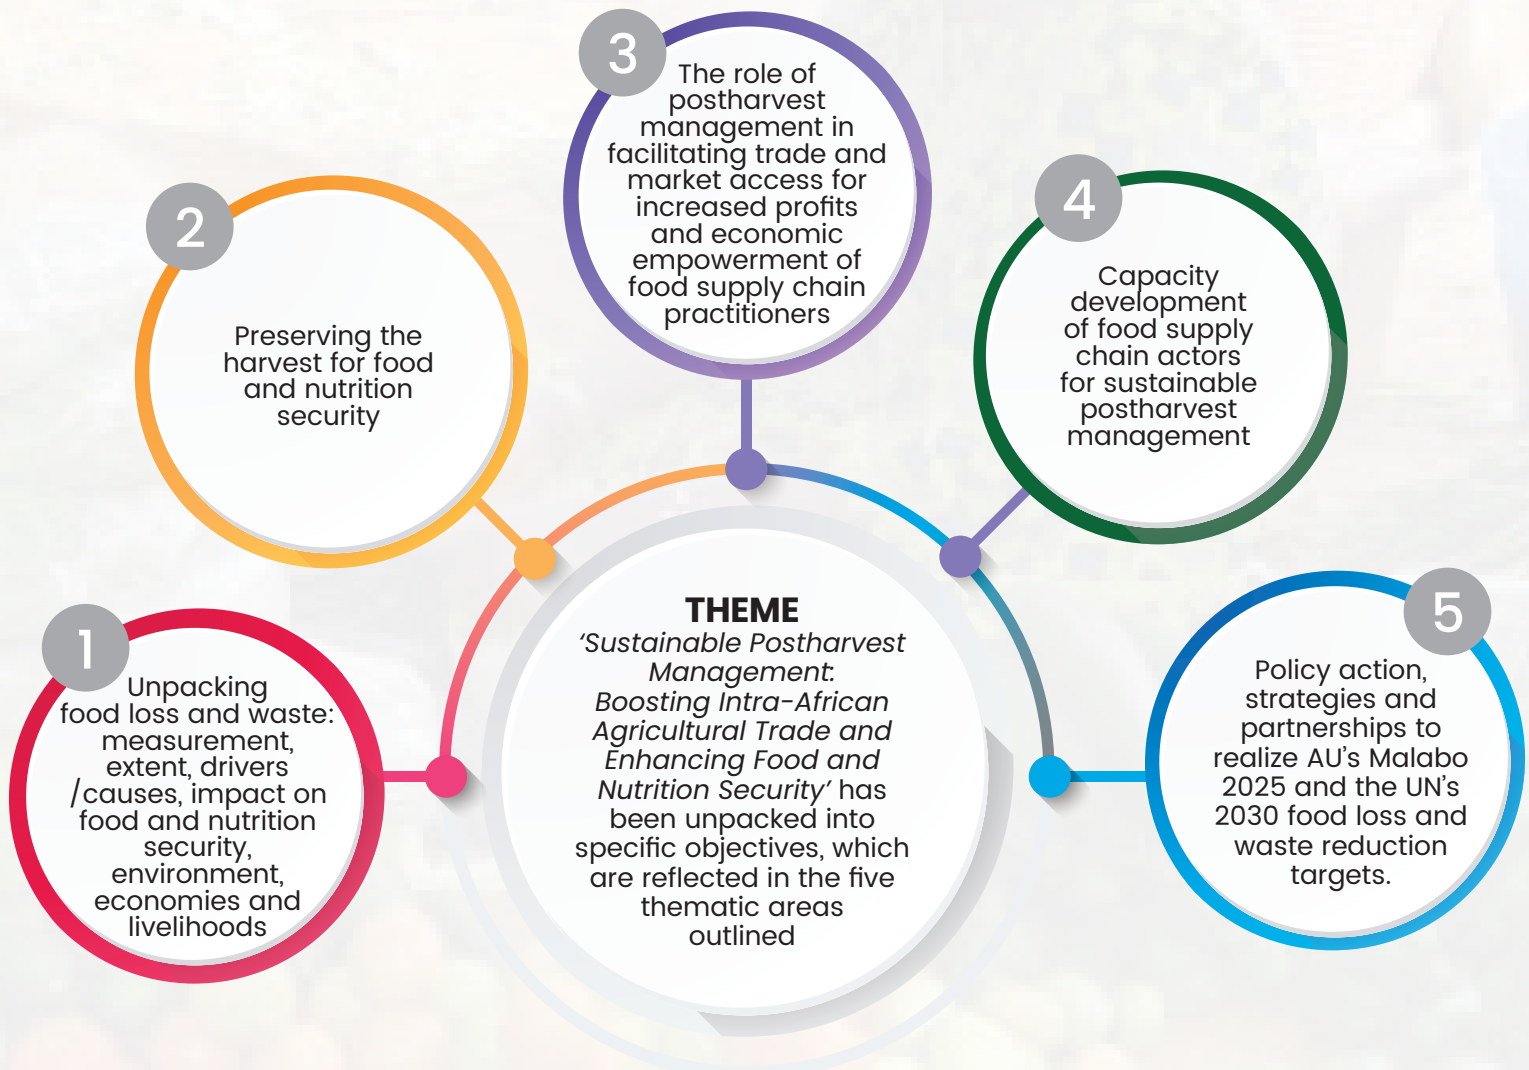 1
Unpacking
food loss and waste:
measurement,
extent, drivers
/causes, impact on
food and nutrition
security,
environment,
economies and
livelihoods
2
Preserving the
harvest for food
and nutrition
security
3
The role of
postharvest
management in
facilitating trade and
market access for
increased profits
and economic
empowerment of
food supply chain
practitioners
4
Capacity
development
of food supply
chain actors
for sustainable
postharvest
management
5
Policy action,
strategies and
partnerships to
realize AU's Malabo
2025 and the UN's
2030 food loss and
waste reduction
targets.
THEME
‘Sustainable Postharvest
Management:
Boosting Intra-African
Agricultural Trade and
Enhancing Food and
Nutrition Security’ has
been unpacked into
specific objectives, which
are reflected in the five
thematic areas
outlined